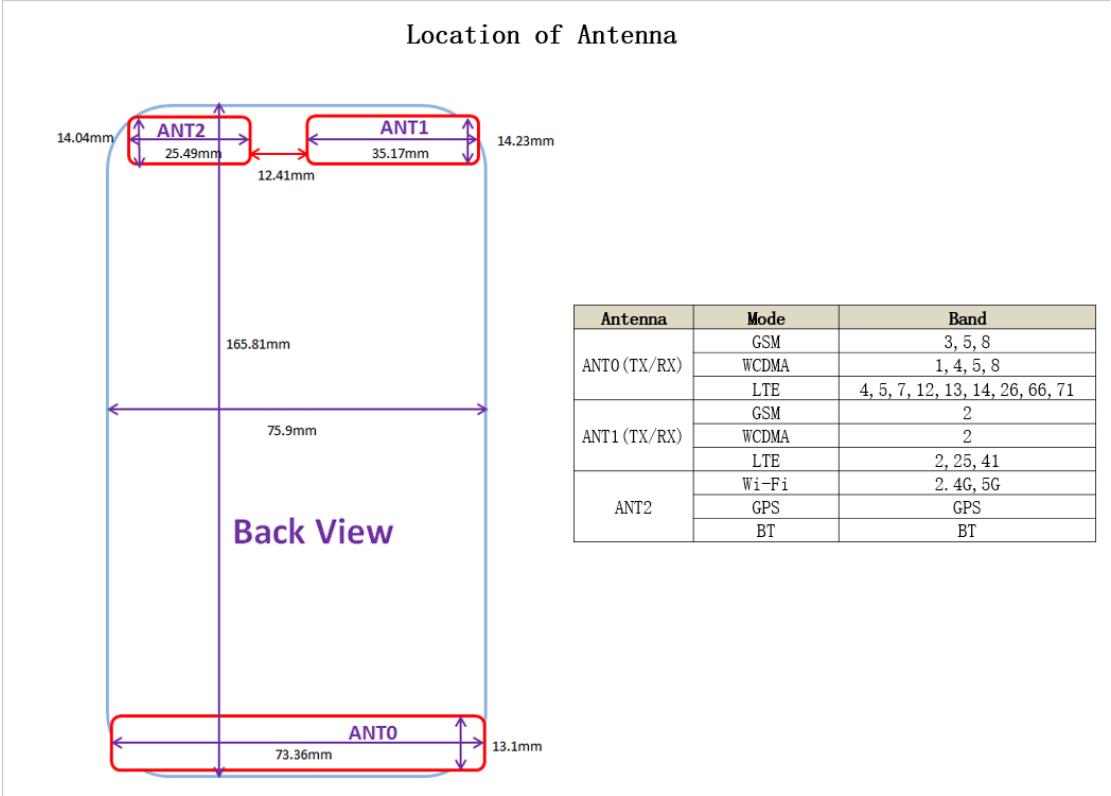 Location of Antenna
14.04mm
ANT2
25.49mm
12.41mm
ANT1
35.17mm
14.23mm
165.81mm
75.9mm
Back View
ANT0
73.36mm
13.1mm
Antenna Mode Band
ANT0(TX/RX) GSM 3, 5, 8
WCDMA 1, 4, 5, 8
LTE 4, 5, 7, 12, 13, 14, 26, 66, 71
ANT1(TX/RX) GSM 2
WCDMA 2
LTE 2, 25, 41
ANT2 Wi-Fi 2.4G, 5G
GPS GPS
BT BT